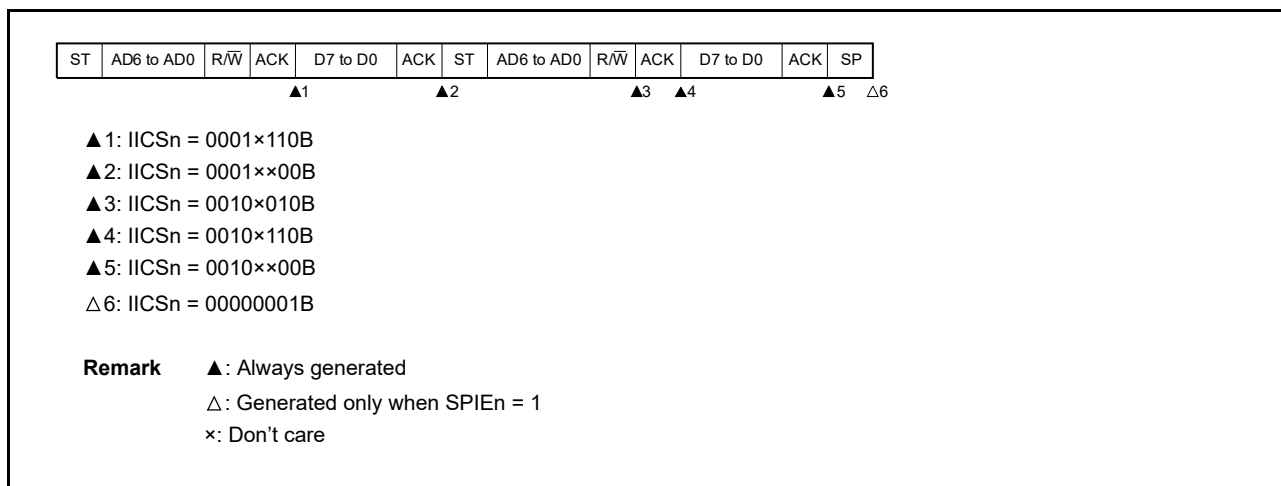 ST AD6 to AD0 R/W̅ ACK D7 to D0 ACK ST AD6 to AD0 R/W̅ ACK D7 to D0 ACK SP
▲1 ▲2 ▲3 ▲4 ▲5 △6
▲1: IICSn = 0001×110B
▲2: IICSn = 0001××00B
▲3: IICSn = 0010×010B
▲4: IICSn = 0010×110B
▲5: IICSn = 0010××00B
△6: IICSn = 00000001B
Remark ▲: Always generated
△: Generated only when SPIEn = 1
×: Don’t care